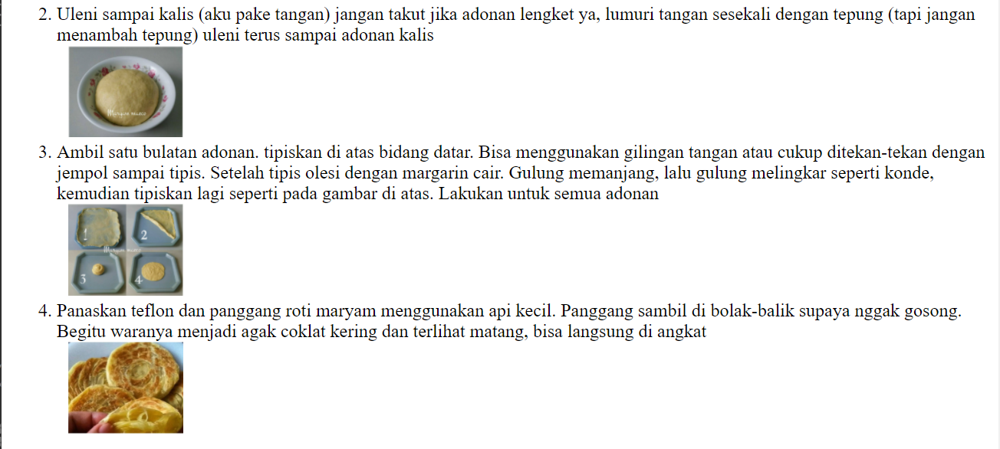 2. Uleni sampai kalis (aku pake tangan) jangan takut jika adonan lengket ya, lumuri tangan sesekali dengan tepung (tapi jangan
menambah tepung) uleni terus sampai adonan kalis
3. Ambil satu bulatan adonan. tipiskan di atas bidang datar. Bisa menggunakan gilingan tangan atau cukup ditekan-tekan dengan
jempol sampai tipis. Setelah tipis olesi dengan margarin cair. Gulung memanjang, lalu gulung melingkar seperti konde,
kemudian tipiskan lagi seperti pada gambar di atas. Lakukan untuk semua adonan
1 2
3 4
4. Panaskan teflon dan panggang roti maryam menggunakan api kecil. Panggang sambil di bolak-balik supaya nggak gosong.
Begitu waranya menjadi agak coklat kering dan terlihat matang, bisa langsung di angkat